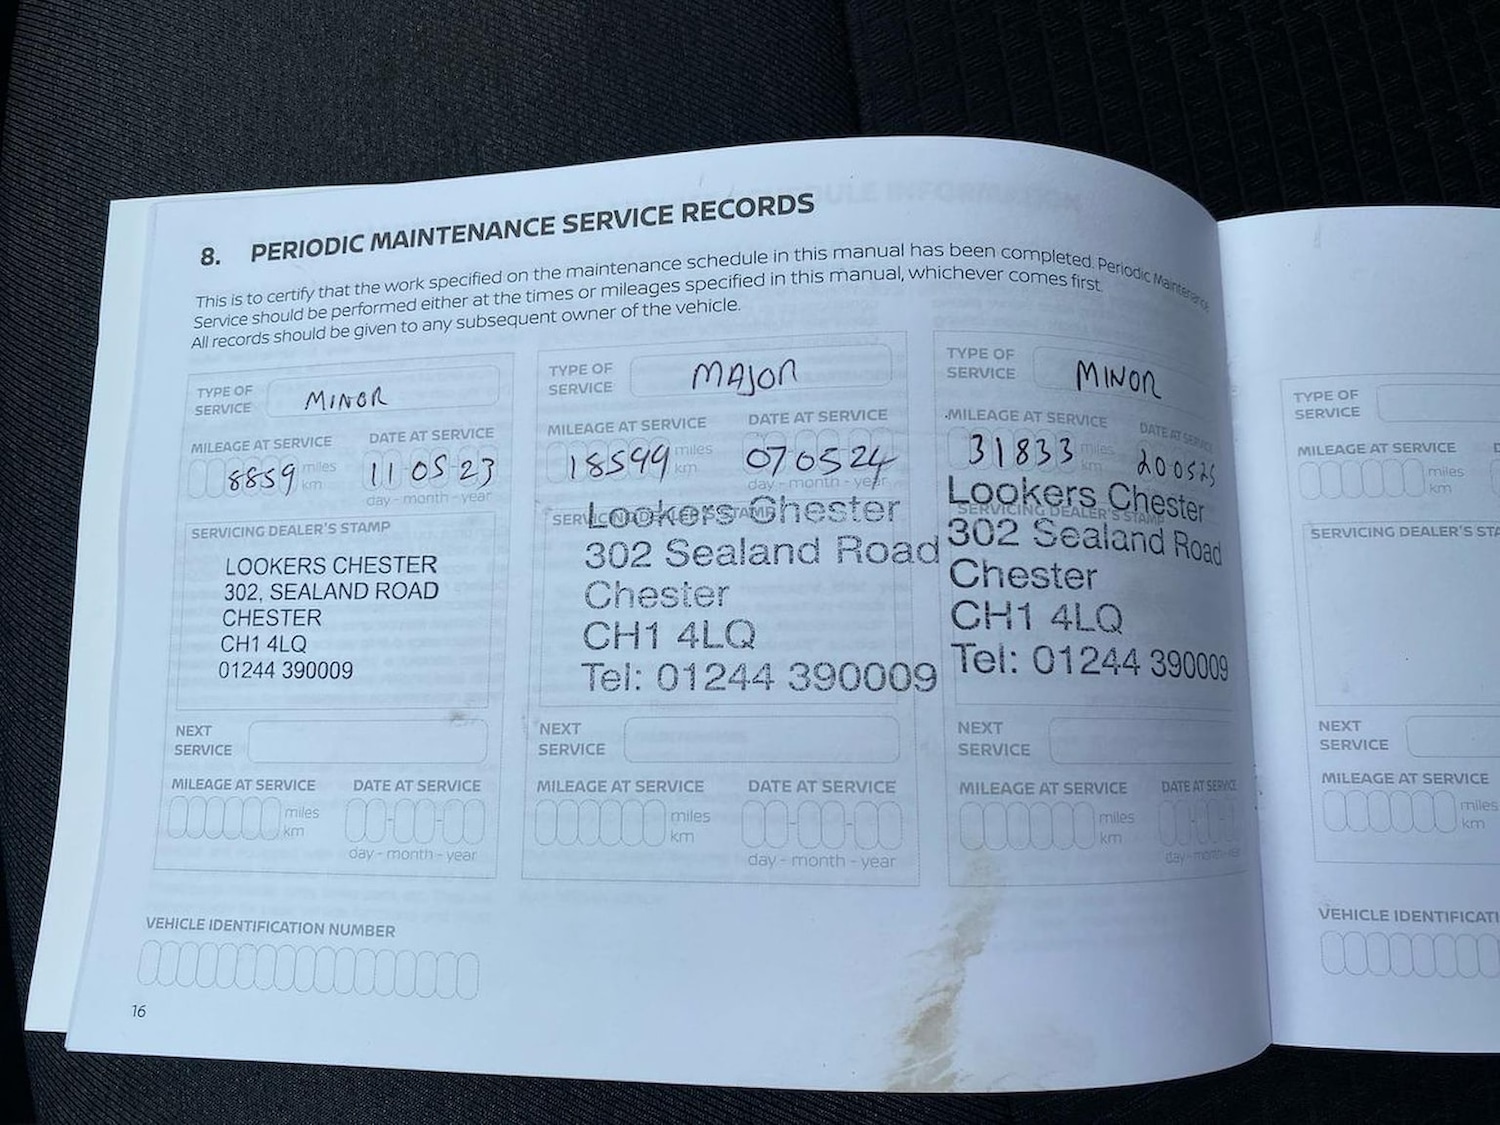 8. PERIODIC MAINTENANCE SERVICE RECORDS
This is to certify that the work specified on the maintenance schedule in this manual has been completed. Periodic Maintenance
Service should be performed either at the times or mileages specified in this manual, whichever comes first.
All records should be given to any subsequent owner of the vehicle.
TYPE OF
SERVICE
MINOR
MILEAGE AT SERVICE
DATE AT SERVICE
8859 miles
km
11 05 23
day - month - year
SERVICING DEALER'S STAMP
LOOKERS CHESTER
302, SEALAND ROAD
CHESTER
CH1 4LQ
01244 390009
NEXT
SERVICE
MILEAGE AT SERVICE
DATE AT SERVICE
miles
km
day - month - year
TYPE OF
SERVICE
MAJOR
MILEAGE AT SERVICE
DATE AT SERVICE
18599 miles
km
07 05 24
day - month - year
SERVICING DEALER'S STAMP
Lookers Chester
302 Sealand Road
Chester
CH1 4LQ
Tel: 01244 390009
NEXT
SERVICE
MILEAGE AT SERVICE
DATE AT SERVICE
miles
km
day - month - year
TYPE OF
SERVICE
MINOR
MILEAGE AT SERVICE
DATE AT SERVICE
31833 miles
km
20 05 25
Lookers Chester
SERVICING DEALER'S STAMP
302 Sealand Road
Chester
CH1 4LQ
Tel: 01244 390009
NEXT
SERVICE
MILEAGE AT SERVICE
DATE AT SERVICE
miles
km
day - month -
VEHICLE IDENTIFICATION NUMBER
16
TYPE OF
SERVICE
MILEAGE AT SERVICE
miles
km
SERVICING DEALER'S STA
NEXT
SERVICE
MILEAGE AT SERVICE
miles
km
VEHICLE IDENTIFICATI